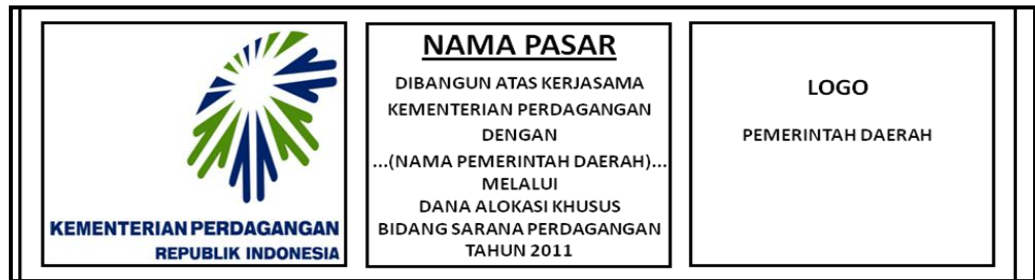 KEMENTERIAN PERDAGANGAN
REPUBLIK INDONESIA
NAMA PASAR
DIBANGUN ATAS KERJASAMA
KEMENTERIAN PERDAGANGAN
DENGAN
...(NAMA PEMERINTAH DAERAH)...
MELALUI
DANA ALOKASI KHUSUS
BIDANG SARANA PERDAGANGAN
TAHUN 2011
LOGO
PEMERINTAH DAERAH